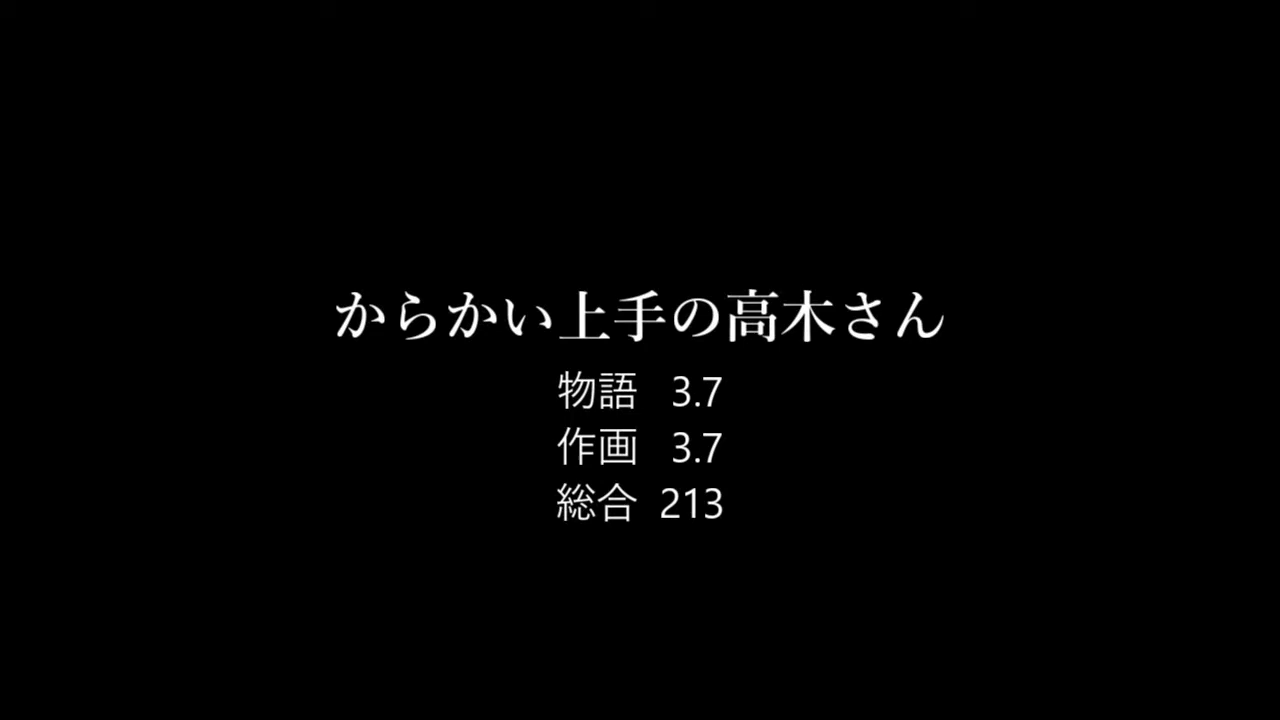 からかい上手の高木さん
物語 3.7
作画 3.7
総合 213